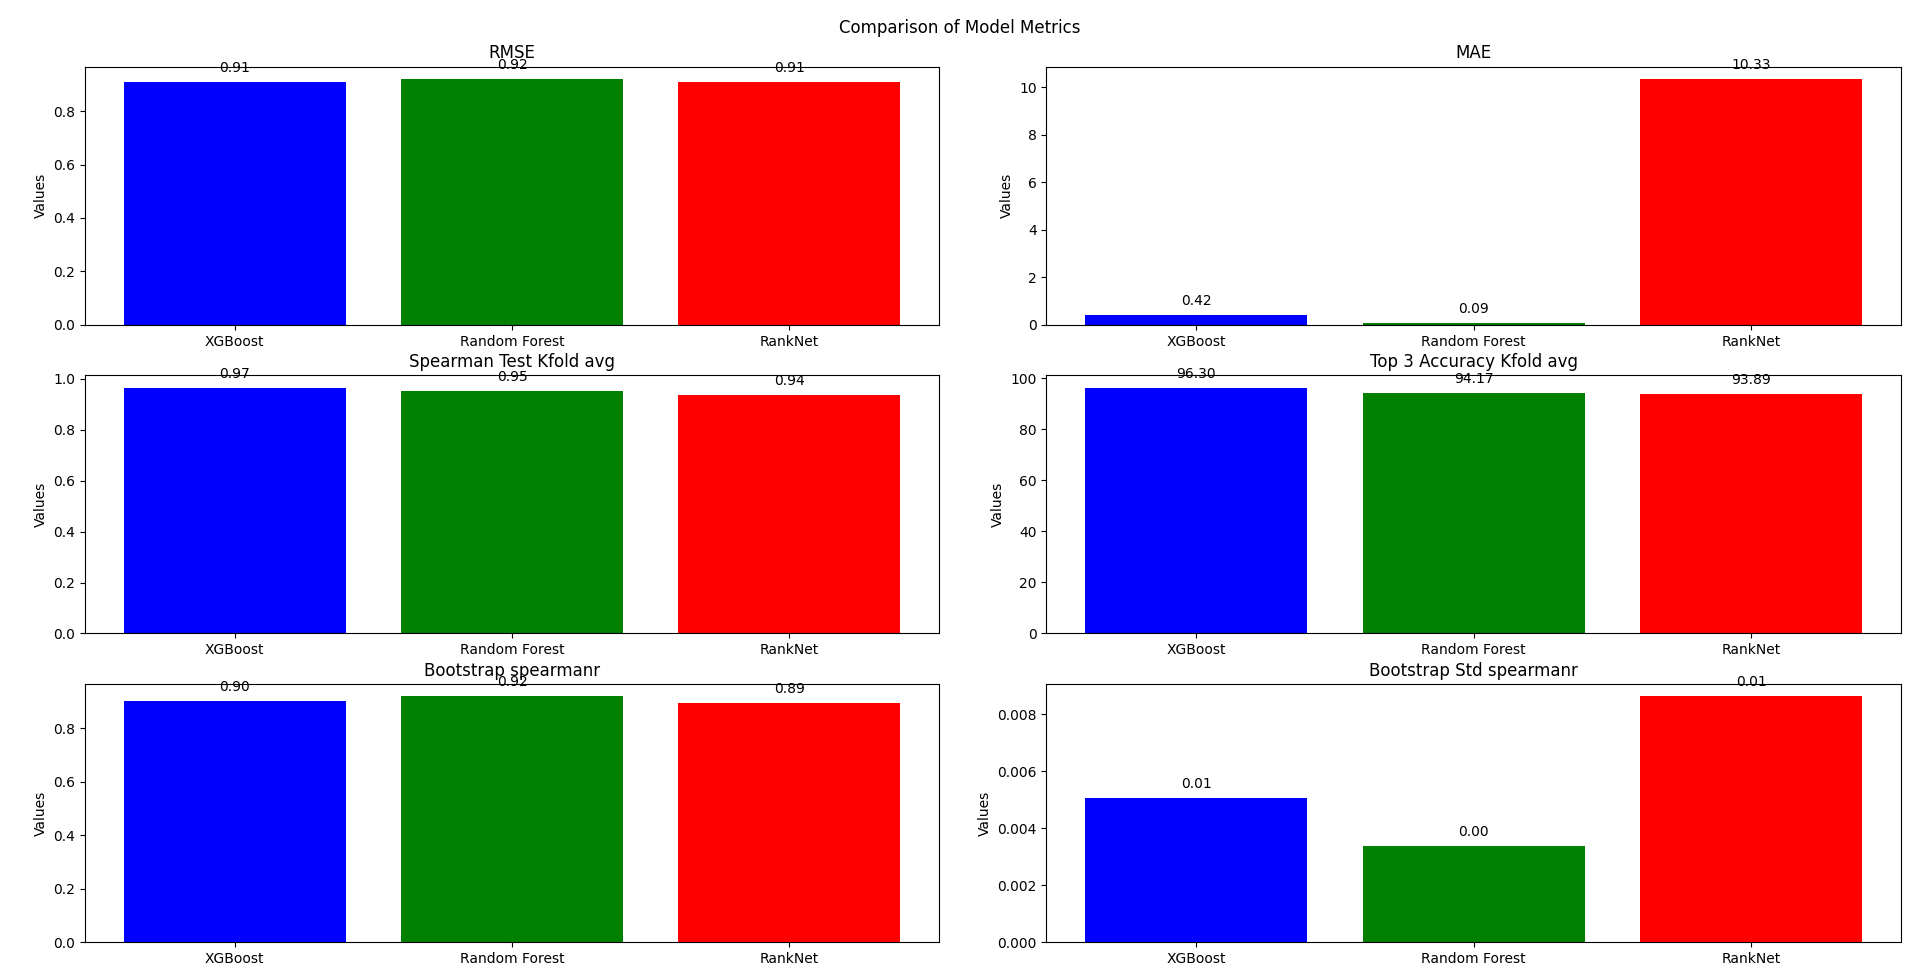 Comparison of Model Metrics
RMSE
0.91
0.92
0.91
0.8
0.6
0.4
0.2
0.0
Values
XGBoost
Random Forest
RankNet
MAE
0.42
0.09
10.33
10
8
6
4
2
0
Values
XGBoost
Random Forest
RankNet
Spearman Test Kfold avg
0.97
0.95
0.94
1.0
0.8
0.6
0.4
0.2
0.0
Values
XGBoost
Random Forest
RankNet
Top 3 Accuracy Kfold avg
96.30
94.17
93.89
100
80
60
40
20
0
Values
XGBoost
Random Forest
RankNet
Bootstrap spearmanr
0.90
0.92
0.89
0.8
0.6
0.4
0.2
0.0
Values
XGBoost
Random Forest
RankNet
Bootstrap Std spearmanr
0.01
0.00
0.01
0.008
0.006
0.004
0.002
0.000
Values
XGBoost
Random Forest
RankNet